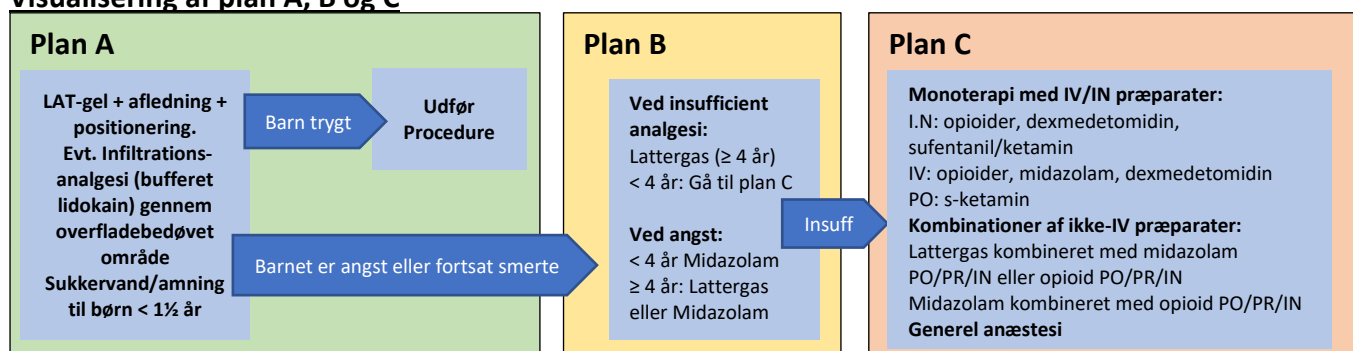 Visualisering af plan A, B og C
Plan A
LAT-gel + afledning +
positionering.
Evt. Infiltrations-
analgesi (bufferet
lidokain) gennem
overfladebedøvet
område
Sukkervand/amning
til børn < 1½ år
Barn trygt
Udfør
Procedure
Barnet er angst eller fortsat smerte
Plan B
Ved insufficient
analgesi:
Lattergas (≥ 4 år)
< 4 år: Gå til plan C
Ved angst:
< 4 år Midazolam
≥ 4 år: Lattergas
eller Midazolam
Insuff
Plan C
Monoterapi med IV/IN præparater:
I.N: opioider, dexmedetomidin,
sufentanil/ketamin
IV: opioider, midazolam, dexmedetomidin
PO: s-ketamin
Kombinationer af ikke-IV præparater:
Lattergas kombineret med midazolam
PO/PR/IN eller opioid PO/PR/IN
Midazolam kombineret med opioid PO/PR/IN
Generel anæstesi